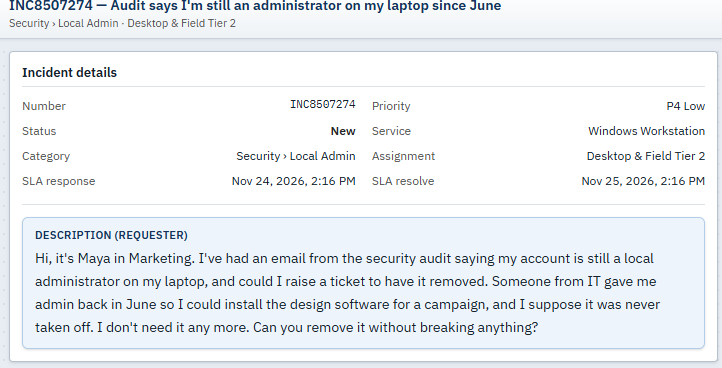 INC8507274 — Audit says I'm still an administrator on my laptop since June
Security › Local Admin · Desktop & Field Tier 2
Incident details
Number INC8507274 Priority P4 Low
Status New Service Windows Workstation
Category Security › Local Admin Assignment Desktop & Field Tier 2
SLA response Nov 24, 2026, 2:16 PM SLA resolve Nov 25, 2026, 2:16 PM
DESCRIPTION (REQUESTER)
Hi, it's Maya in Marketing. I've had an email from the security audit saying my account is still a local
administrator on my laptop, and could I raise a ticket to have it removed. Someone from IT gave me
admin back in June so I could install the design software for a campaign, and I suppose it was never
taken off. I don't need it any more. Can you remove it without breaking anything?